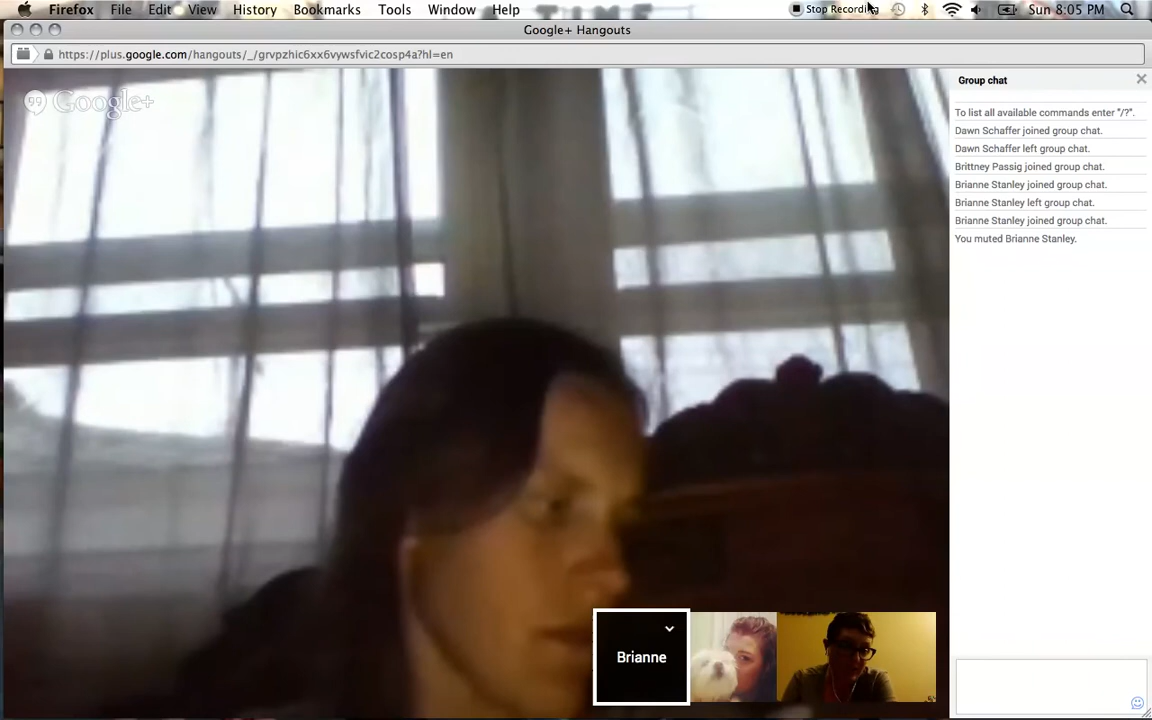 Firefox File Edit View History Bookmarks Tools Window Help Stop Recording Sun 8:05 PM
Google+ Hangouts
https://plus.google.com/hangouts/_/grvpzhic6xx6vywsfvic2cosp4a?hl=en
Google+
Group chat
To list all available commands enter "/?".
Dawn Schaffer joined group chat.
Dawn Schaffer left group chat.
Brittney Passig joined group chat.
Brianne Stanley joined group chat.
Brianne Stanley left group chat.
Brianne Stanley joined group chat.
You muted Brianne Stanley.
Brianne